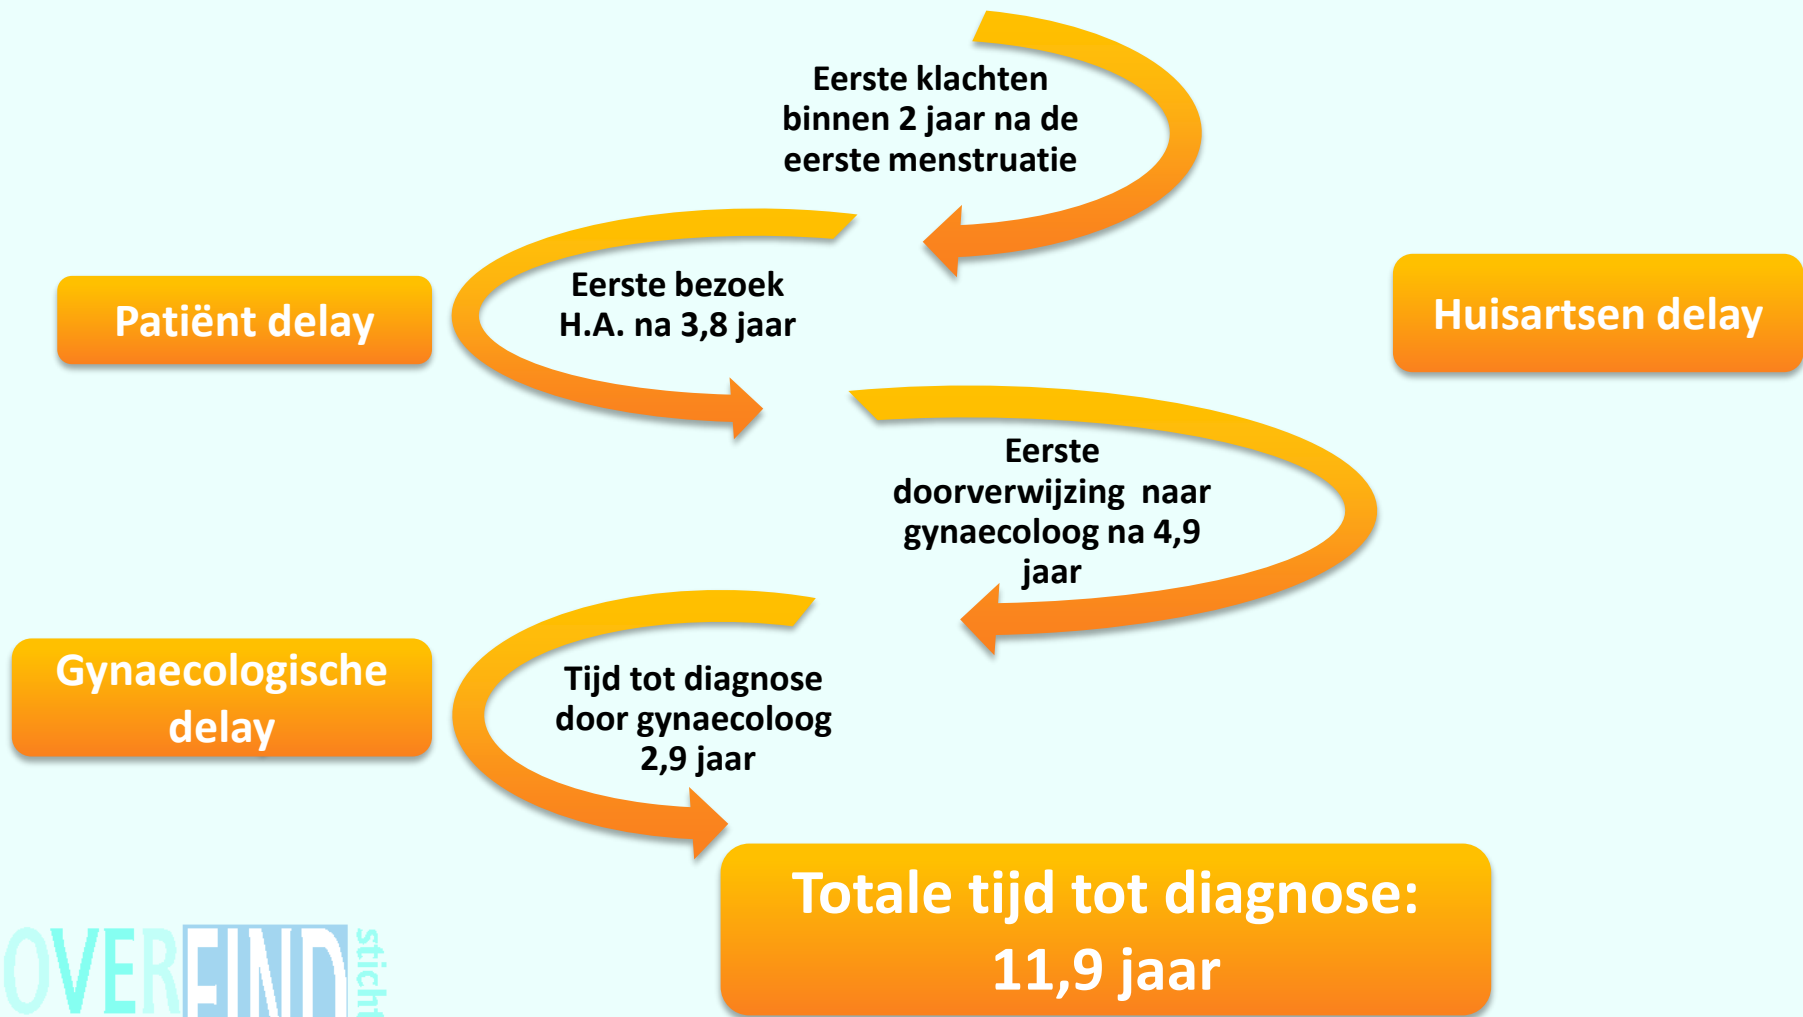 Eerste klachten
binnen 2 jaar na de
eerste menstruatie
Patiënt delay
Eerste bezoek
H.A. na 3,8 jaar
Huisartsen delay
Eerste
doorverwijzing naar
gynaecoloog na 4,9
jaar
Gynaecologische
delay
Tijd tot diagnose
door gynaecoloog
2,9 jaar
Totale tijd tot diagnose:
11,9 jaar
OVER